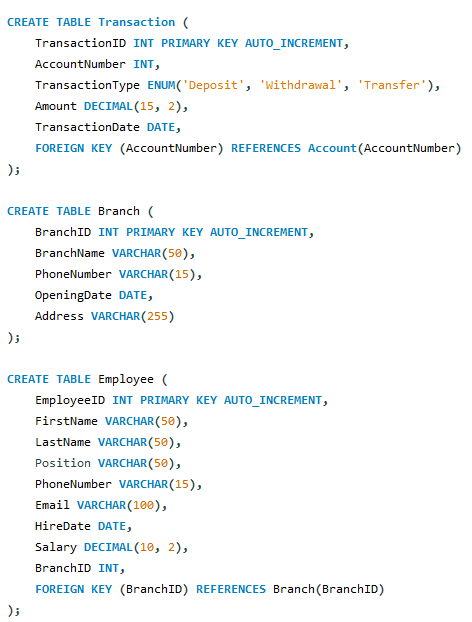 CREATE TABLE Transaction (
    TransactionID INT PRIMARY KEY AUTO_INCREMENT,
    AccountNumber INT,
    TransactionType ENUM('Deposit', 'Withdrawal', 'Transfer'),
    Amount DECIMAL(15, 2),
    TransactionDate DATE,
    FOREIGN KEY (AccountNumber) REFERENCES Account(AccountNumber)
);

CREATE TABLE Branch (
    BranchID INT PRIMARY KEY AUTO_INCREMENT,
    BranchName VARCHAR(50),
    PhoneNumber VARCHAR(15),
    OpeningDate DATE,
    Address VARCHAR(255)
);

CREATE TABLE Employee (
    EmployeeID INT PRIMARY KEY AUTO_INCREMENT,
    FirstName VARCHAR(50),
    LastName VARCHAR(50),
    Position VARCHAR(50),
    PhoneNumber VARCHAR(15),
    Email VARCHAR(100),
    HireDate DATE,
    Salary DECIMAL(10, 2),
    BranchID INT,
    FOREIGN KEY (BranchID) REFERENCES Branch(BranchID)
);